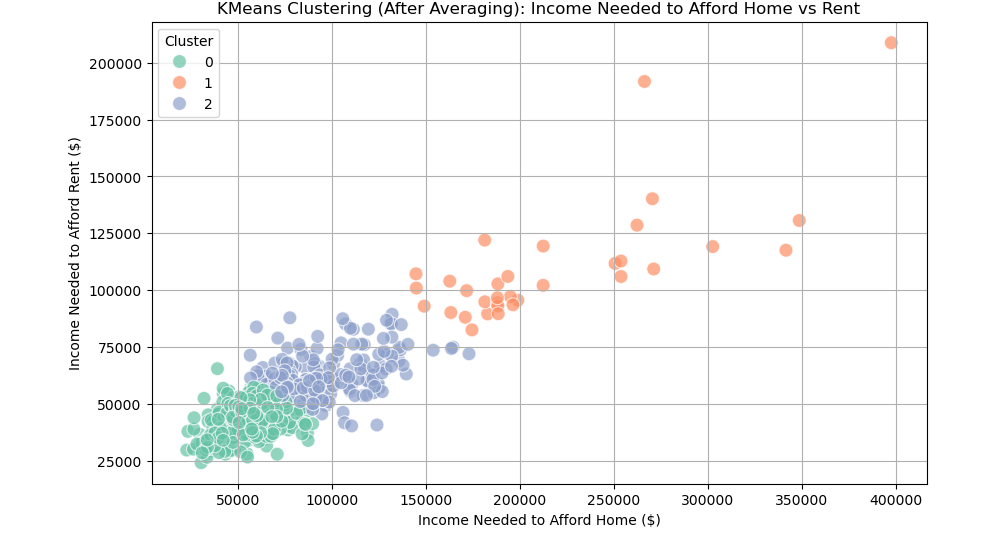 KMeans Clustering (After Averaging): Income Needed to Afford Home vs Rent
Cluster
0
1
2
200000
175000
150000
125000
100000
75000
50000
25000
Income Needed to Afford Rent ($)
50000 100000 150000 200000 250000 300000 350000 400000
Income Needed to Afford Home ($)